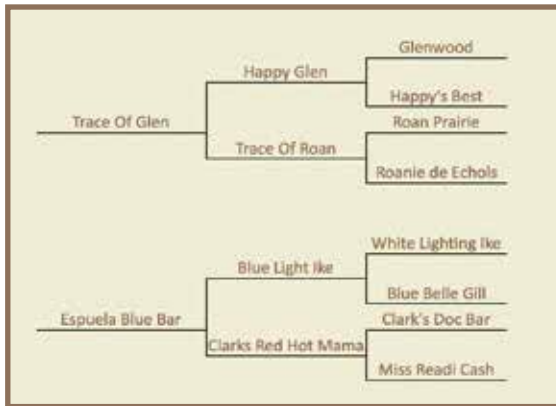 Glenwood
Happy Glen
Happy's Best
Trace Of Glen
Roan Prairie
Trace Of Roan
Roanie de Echols
White Lighting Ike
Blue Light Ike
Blue Belle Gill
Espuela Blue Bar
Clark's Doc Bar
Clarks Red Hot Mama
Miss Readi Cash